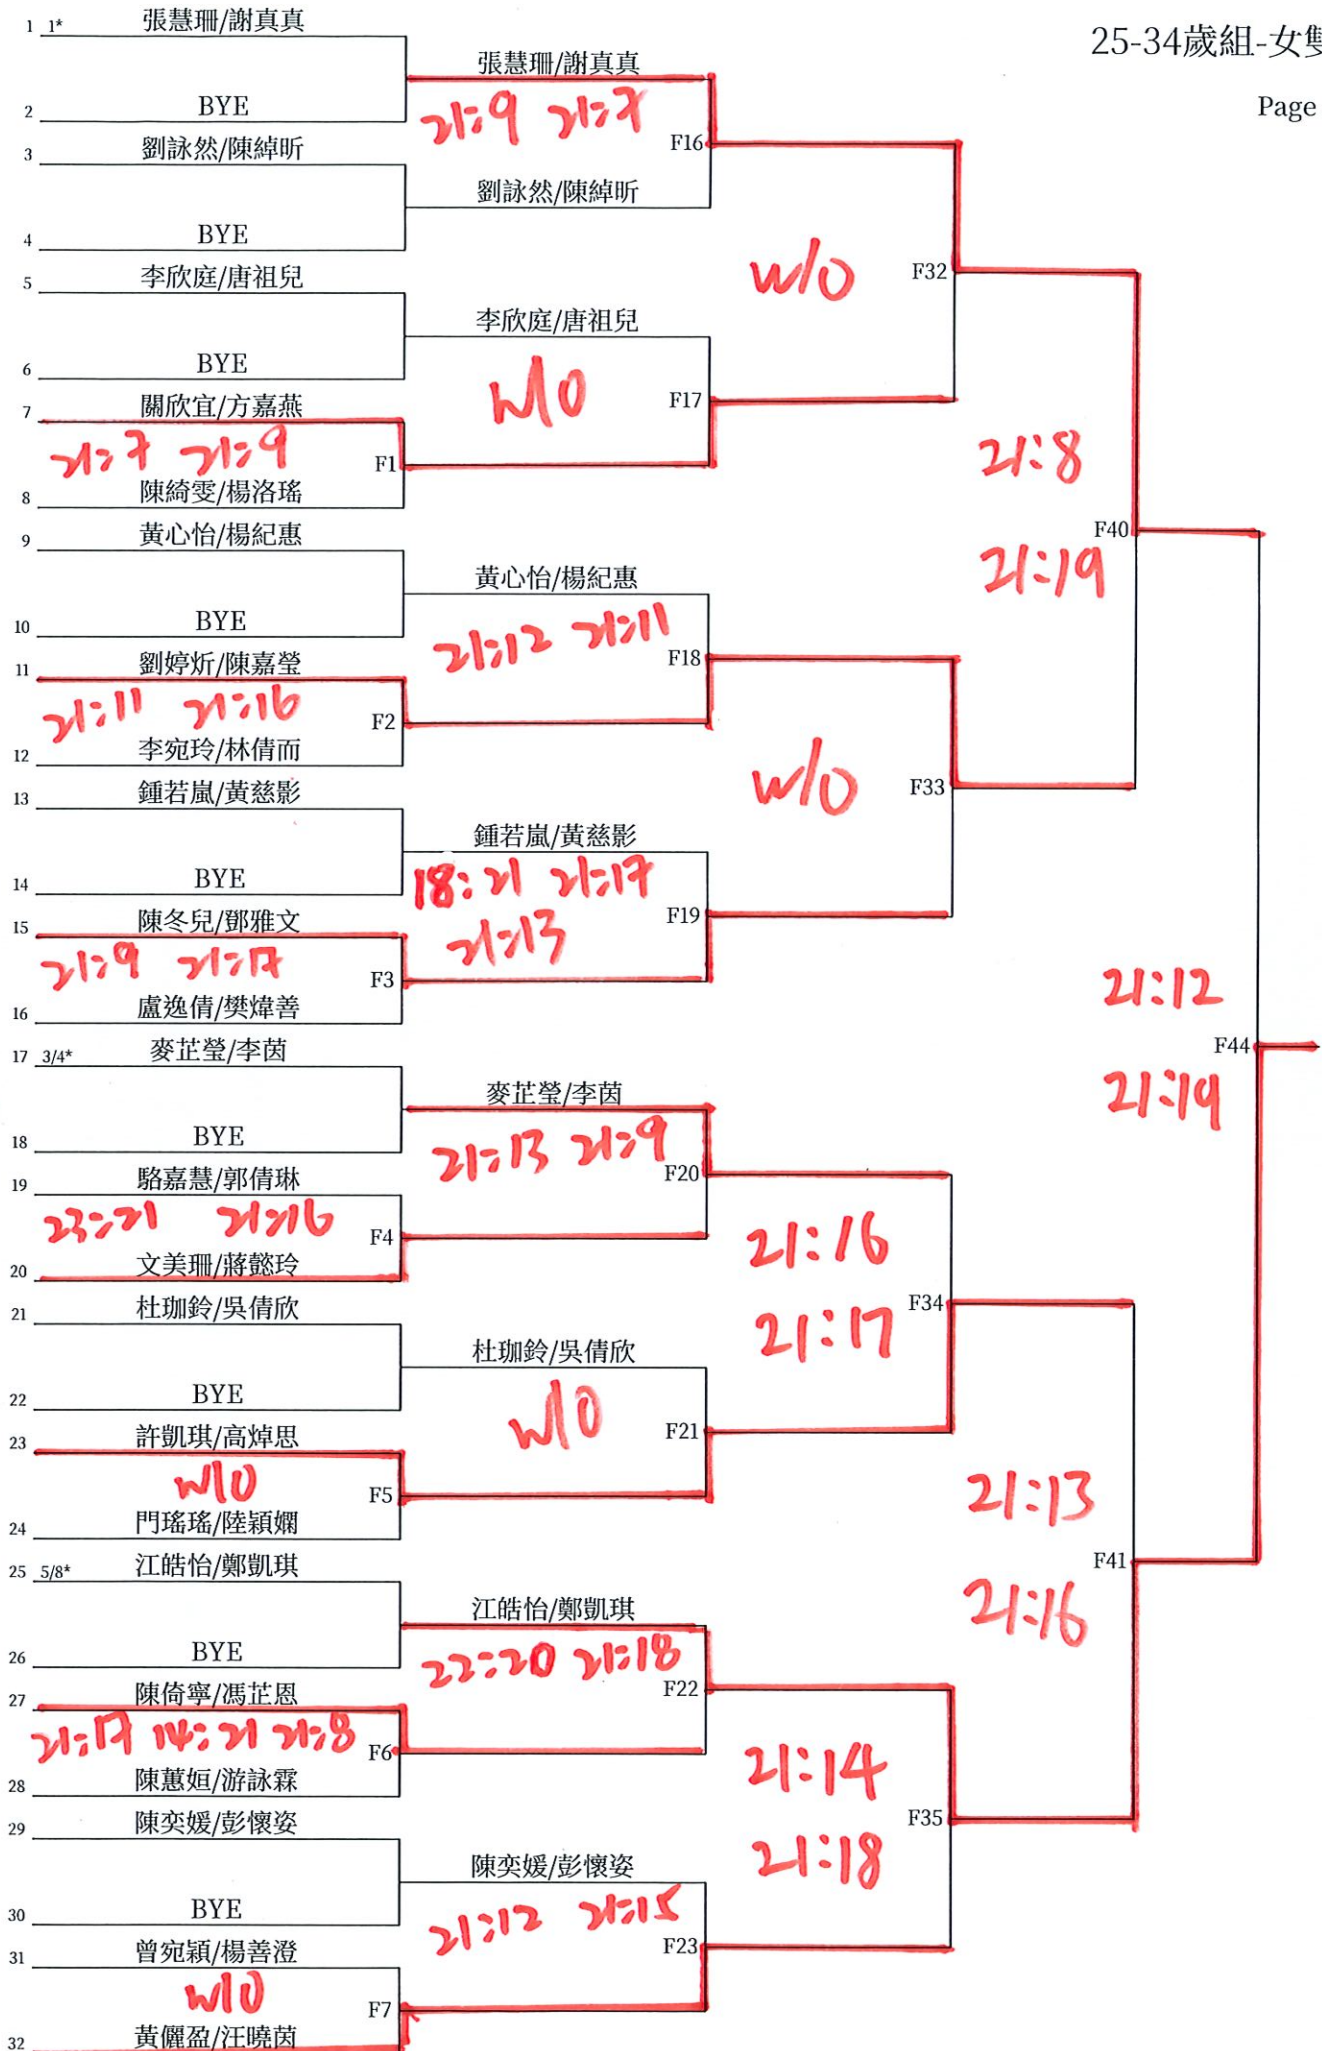 25-34歲組-女
Page
1 1* 張慧珊/謝真真
張慧珊/謝真真
2 BYE
21:9 21:7
F16
3 劉詠然/陳綽昕
劉詠然/陳綽昕
4 BYE
w/o
F32
5 李欣庭/唐祖兒
李欣庭/唐祖兒
6 BYE
w/o
F17
7 關欣宜/方嘉燕
21:7 21:9
F1
8 陳綺雯/楊洛瑤
21:8
F40
21:19
9 黃心怡/楊紀惠
黃心怡/楊紀惠
10 BYE
21:12 21:11
F18
11 劉婷炘/陳嘉瑩
21:11 21:16
F2
12 李宛玲/林倩而
w/o
F33
13 鍾若嵐/黃慈影
鍾若嵐/黃慈影
14 BYE
18:21 21:17
21:13
F19
15 陳冬兒/鄧雅文
21:9 21:17
F3
16 盧逸倩/樊煒善
21:12
F44
21:19
17 3/4* 麥芷瑩/李茵
麥芷瑩/李茵
18 BYE
21:13 21:9
F20
19 駱嘉慧/郭倩琳
23:21 21:16
F4
20 文美珊/蔣懿玲
21:16
F34
21:17
21 杜珈鈴/吳倩欣
杜珈鈴/吳倩欣
22 BYE
w/o
F21
23 許凱琪/高焯思
w/o
F5
24 門瑤瑤/陸穎嫻
21:13
F41
21:16
25 5/8* 江皓怡/鄭凱琪
江皓怡/鄭凱琪
26 BYE
22:20 21:18
F22
27 陳倚寧/馮芷恩
21:17 14:21 21:8
F6
28 陳蕙姮/游詠霖
21:14
F35
21:18
29 陳奕媛/彭懷姿
陳奕媛/彭懷姿
30 BYE
21:12 21:15
F23
31 曾宛穎/楊善澄
w/o
F7
32 黃儷盈/汪曉茵